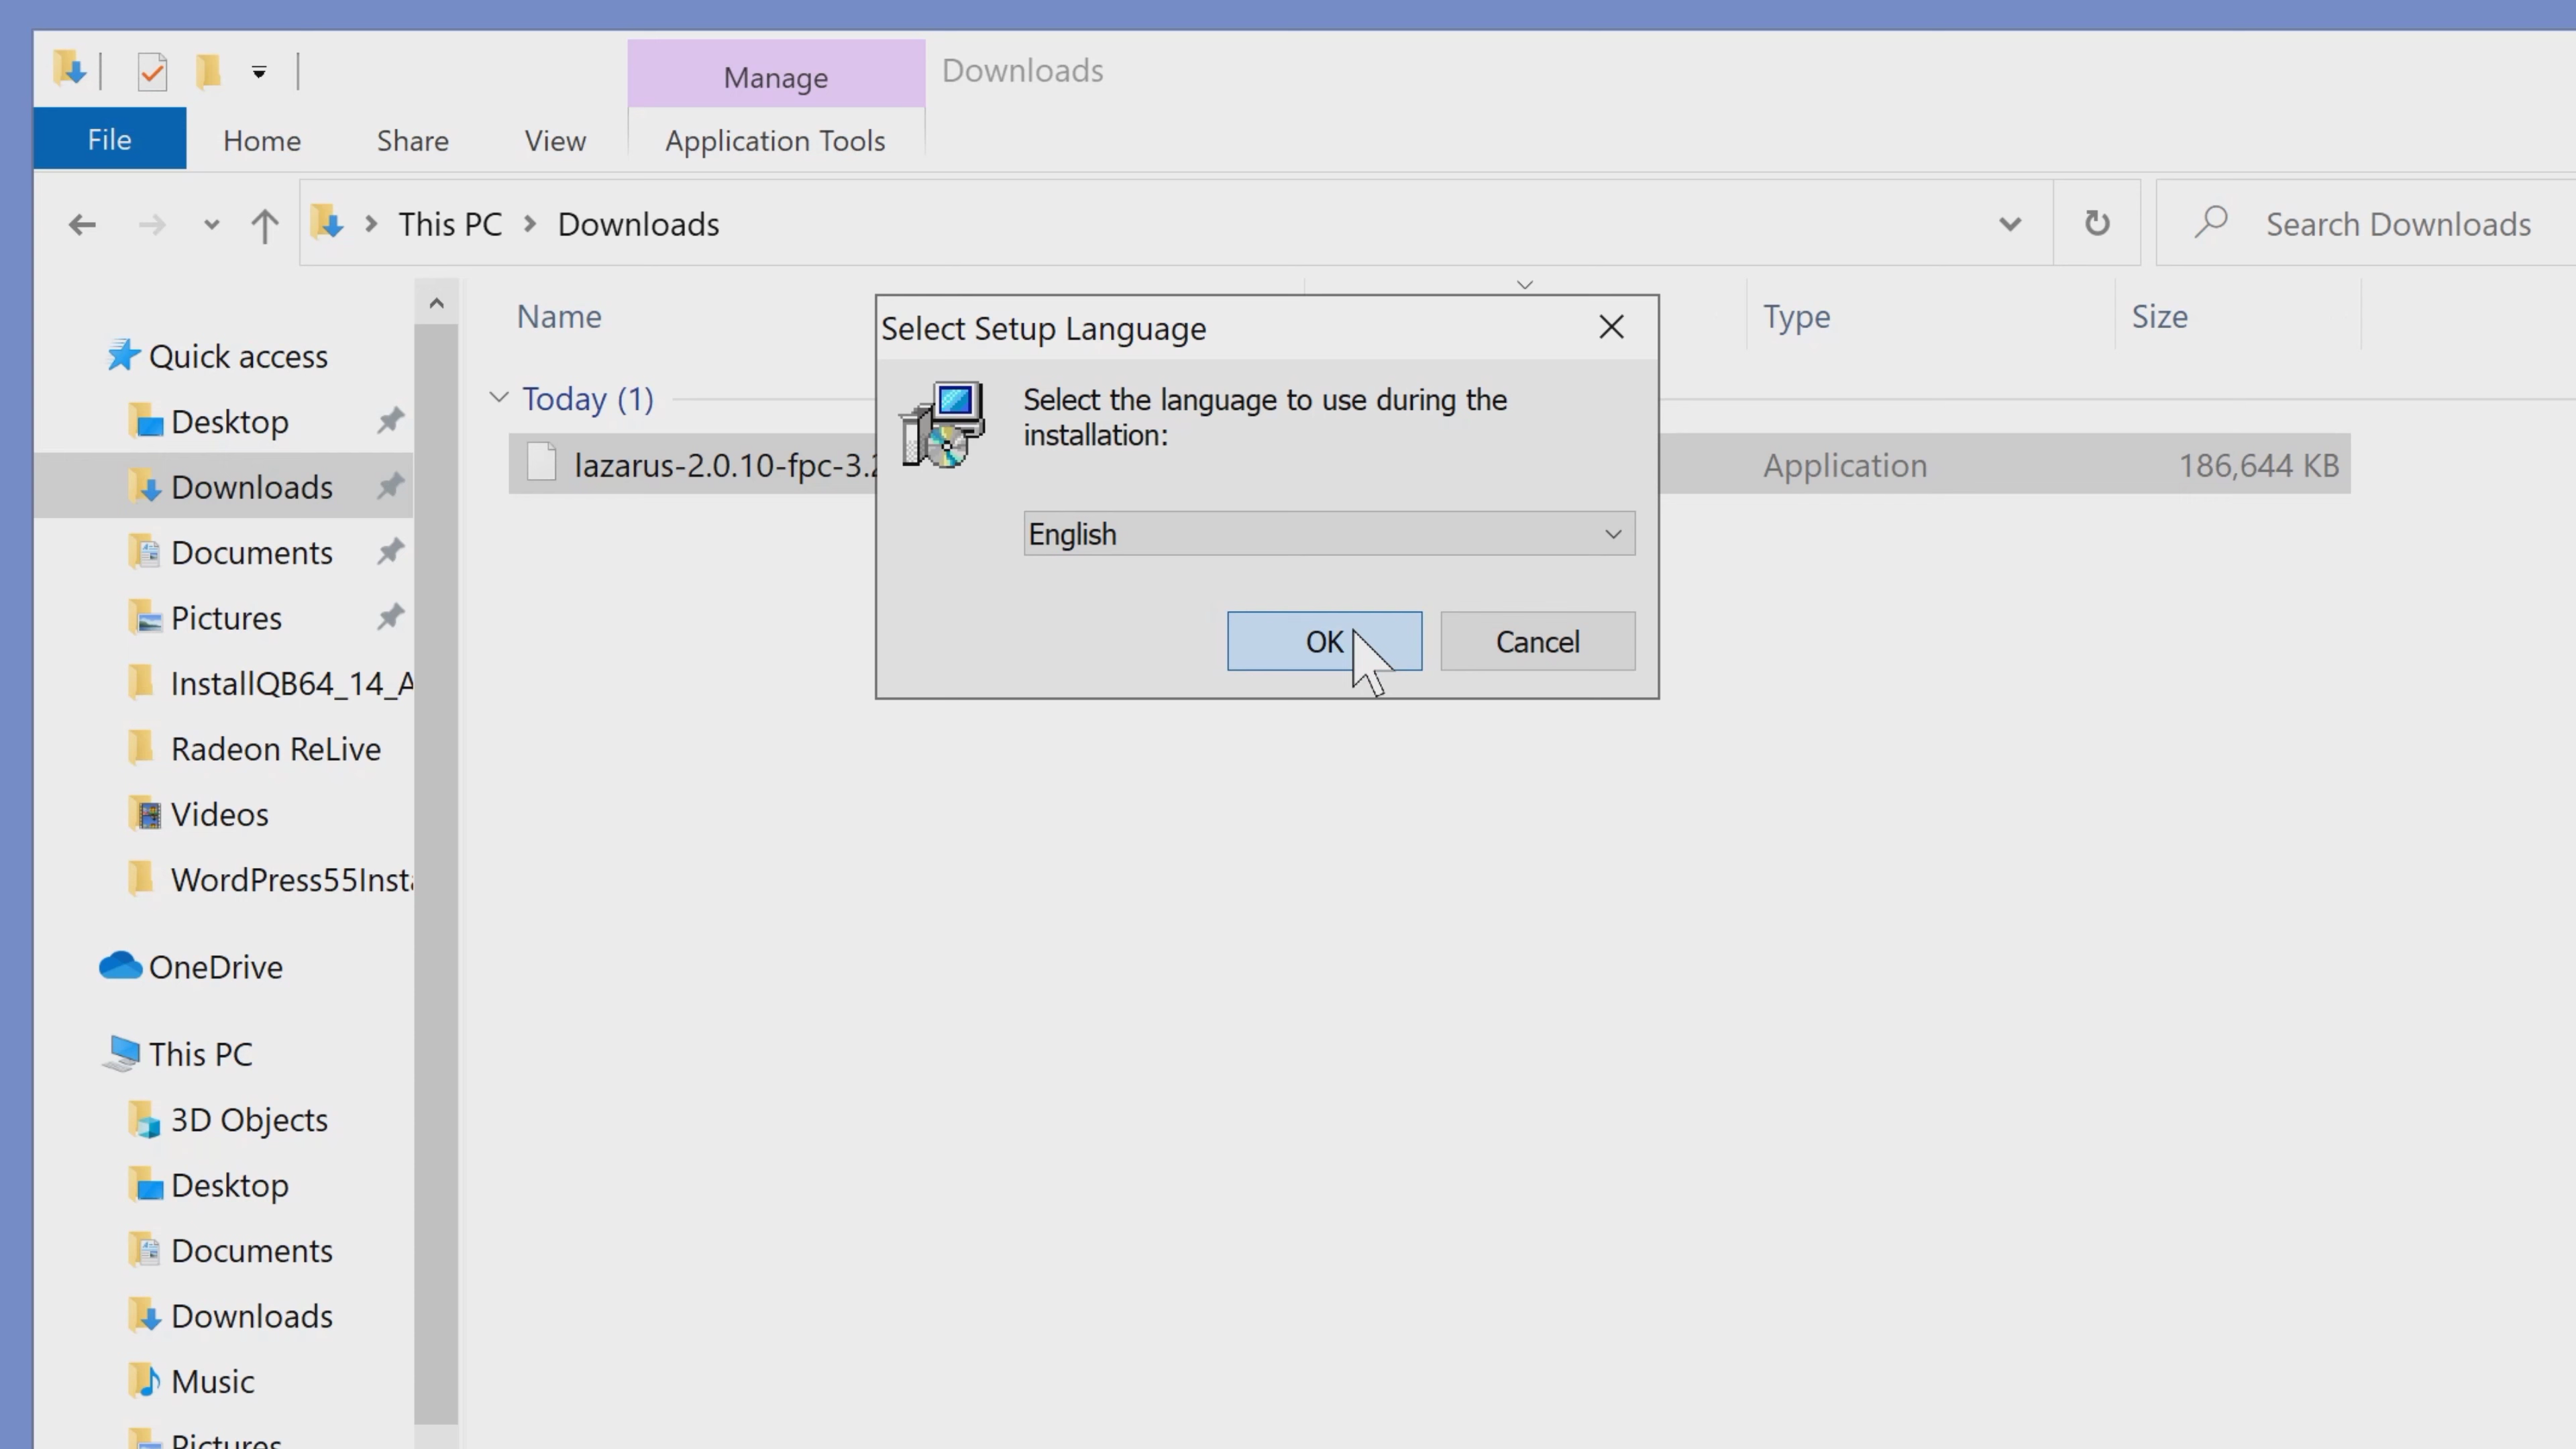 Manage
Downloads
File
Home
Share
View
Application Tools
This PC
Downloads
Search Downloads
Name
Type
Size
Quick access
Desktop
Downloads
Documents
Pictures
InstallQB64_14_A
Radeon ReLive
Videos
WordPress55Inst
OneDrive
This PC
3D Objects
Desktop
Documents
Downloads
Music
Pictures
Today (1)
lazarus-2.0.10-fpc-3.2
Application
186,644 KB
Select Setup Language
Select the language to use during the
installation:
English
OK
Cancel